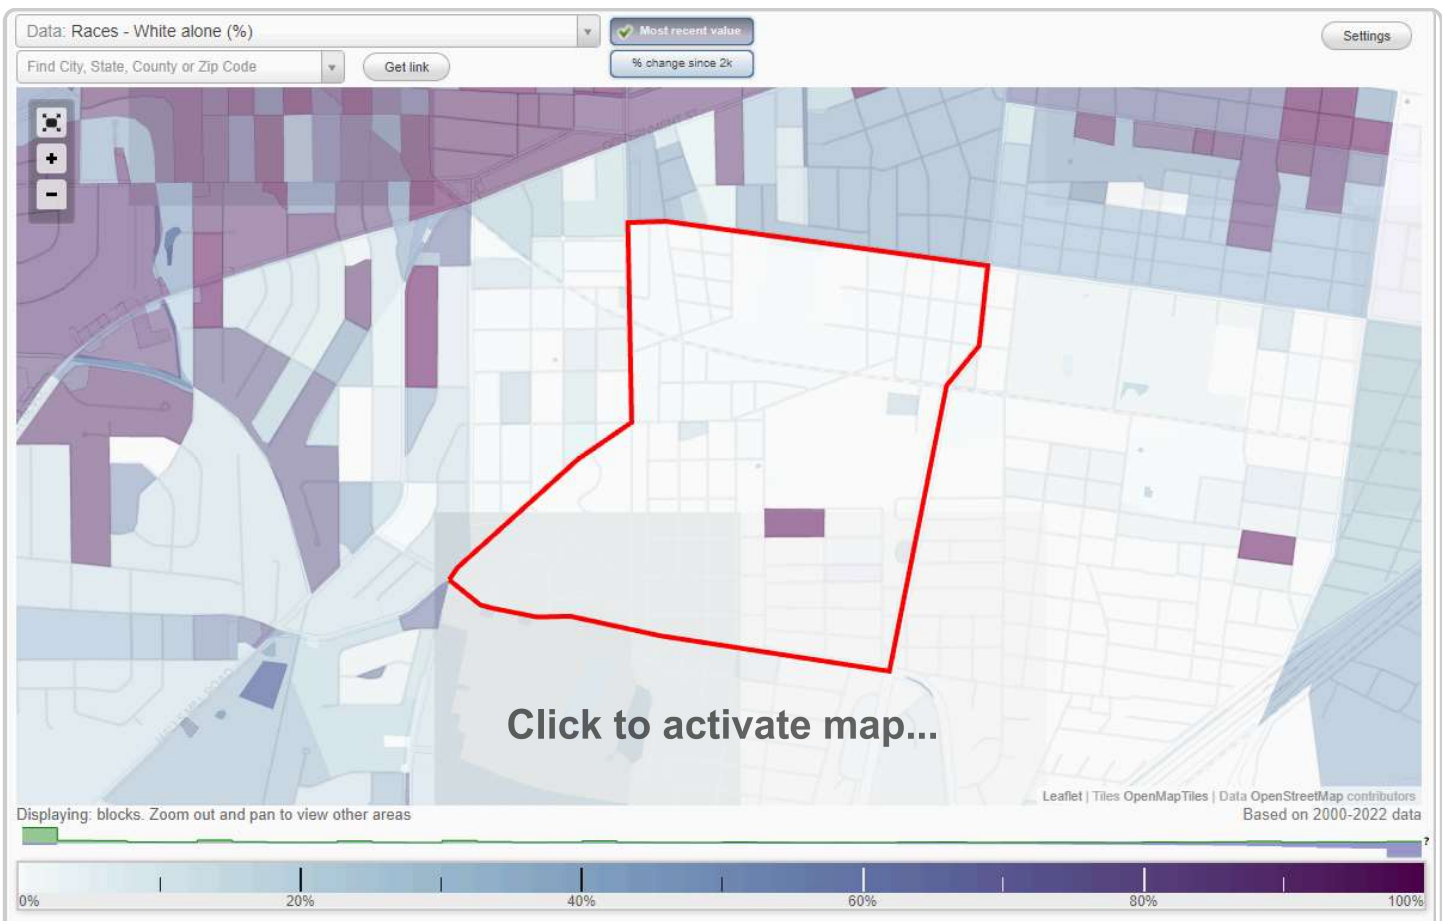 Data: Races - White alone (%)
Most recent value
Settings
Find City, State, County or Zip Code
Get link
% change since 2k
+
-
Click to activate map...
Leaflet | Tiles OpenMapTiles | Data OpenStreetMap contributors
Displaying: blocks. Zoom out and pan to view other areas
Based on 2000-2022 data
?
0%
20%
40%
60%
80%
100%